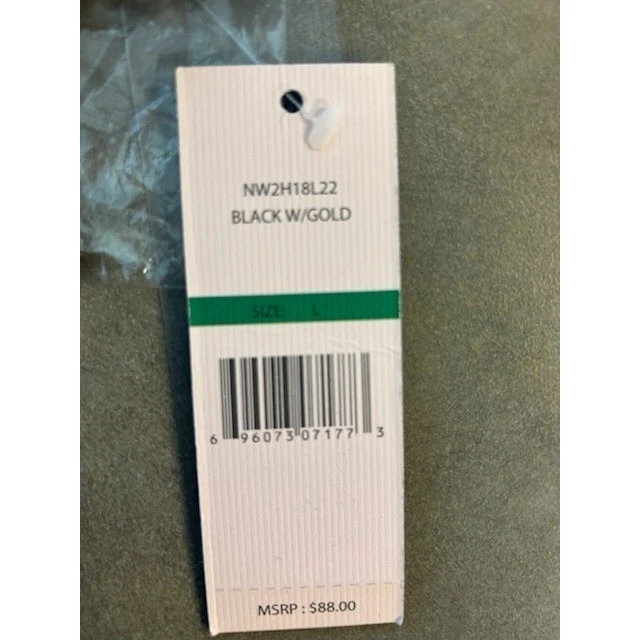 NW2H18L22
BLACK W/GOLD
SIZE: L
6 96073 07177 3
MSRP : $88.00